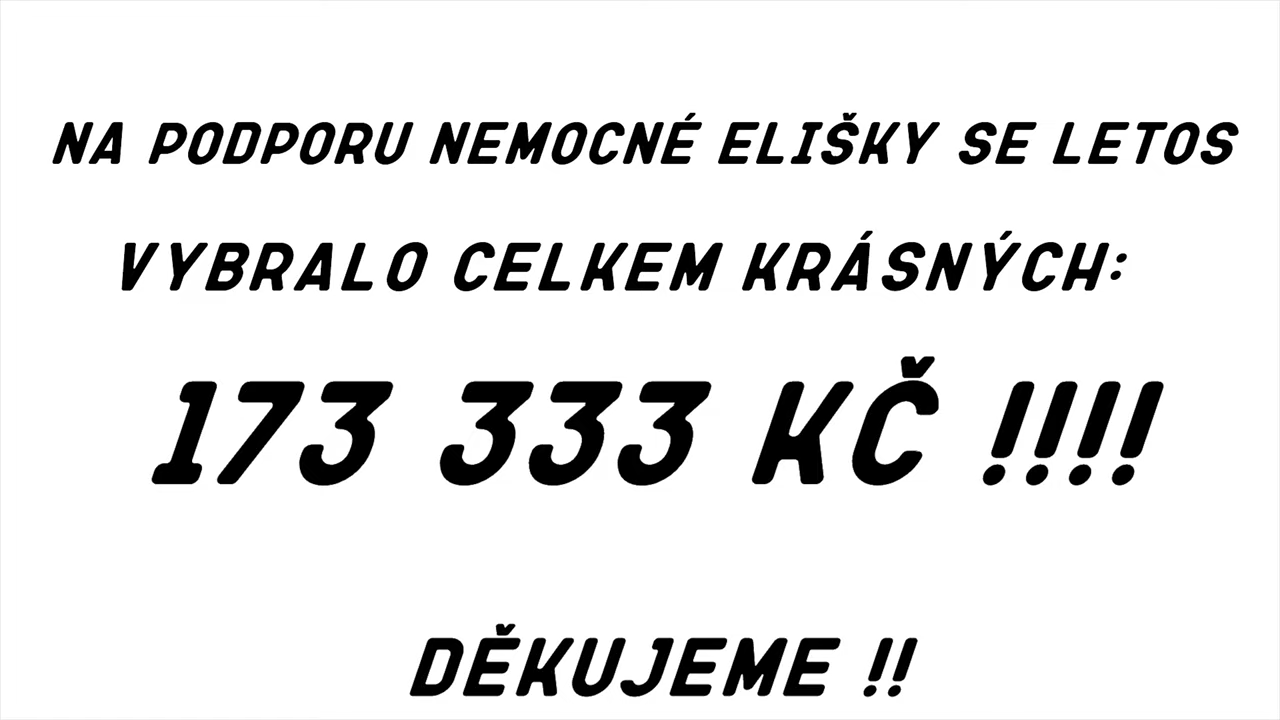 NA PODPORU NEMOCNÉ ELIŠKY SE LETOS
VYBRALO CELKEM KRÁSNÝCH:
173 333 KČ !!!!
DĚKUJEME !!